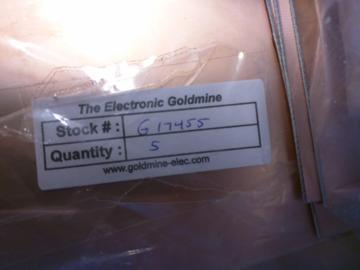 The Electronic Goldmine
Stock #: G17455
Quantity: 5
www.goldmine-elec.com